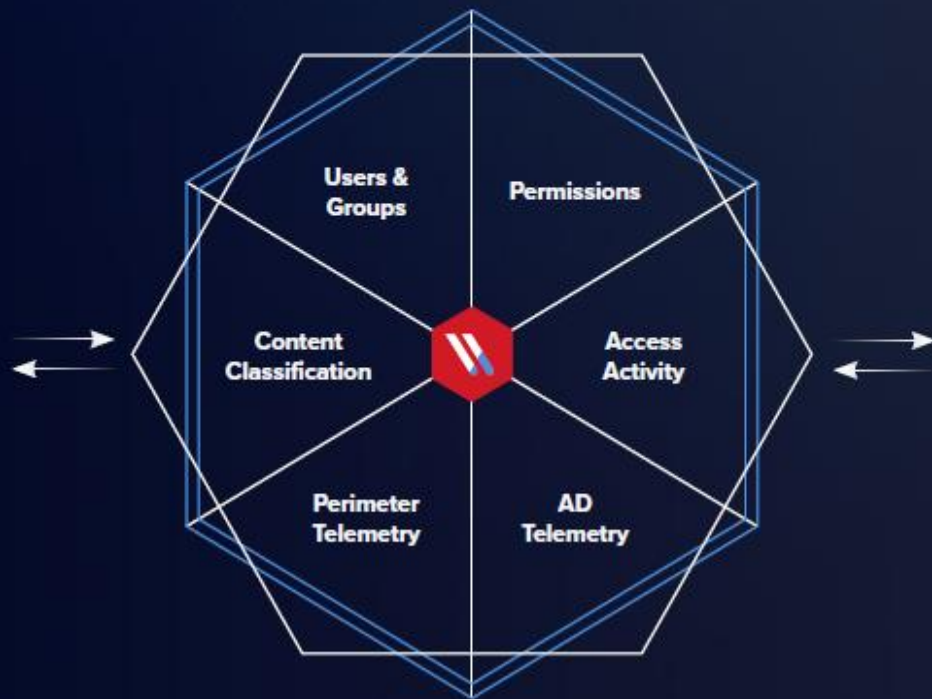 Users &
Groups
Permissions
Content
Classification
Access
Activity
Perimeter
Telemetry
AD
Telemetry